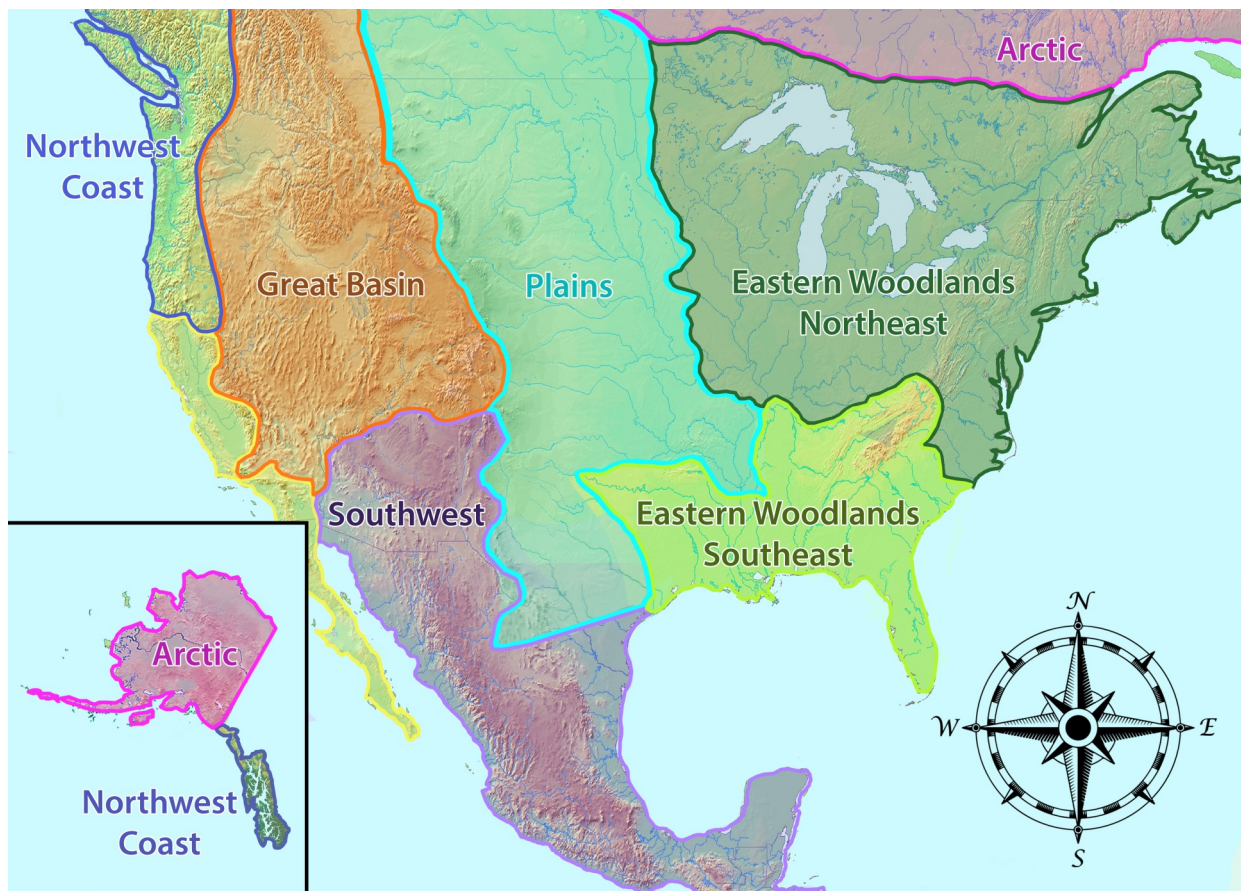 Arctic
Northwest
Coast
Great Basin
Plains
Eastern Woodlands
Northeast
Southwest
Eastern Woodlands
Southeast
Arctic
Northwest
Coast
N
W
E
S